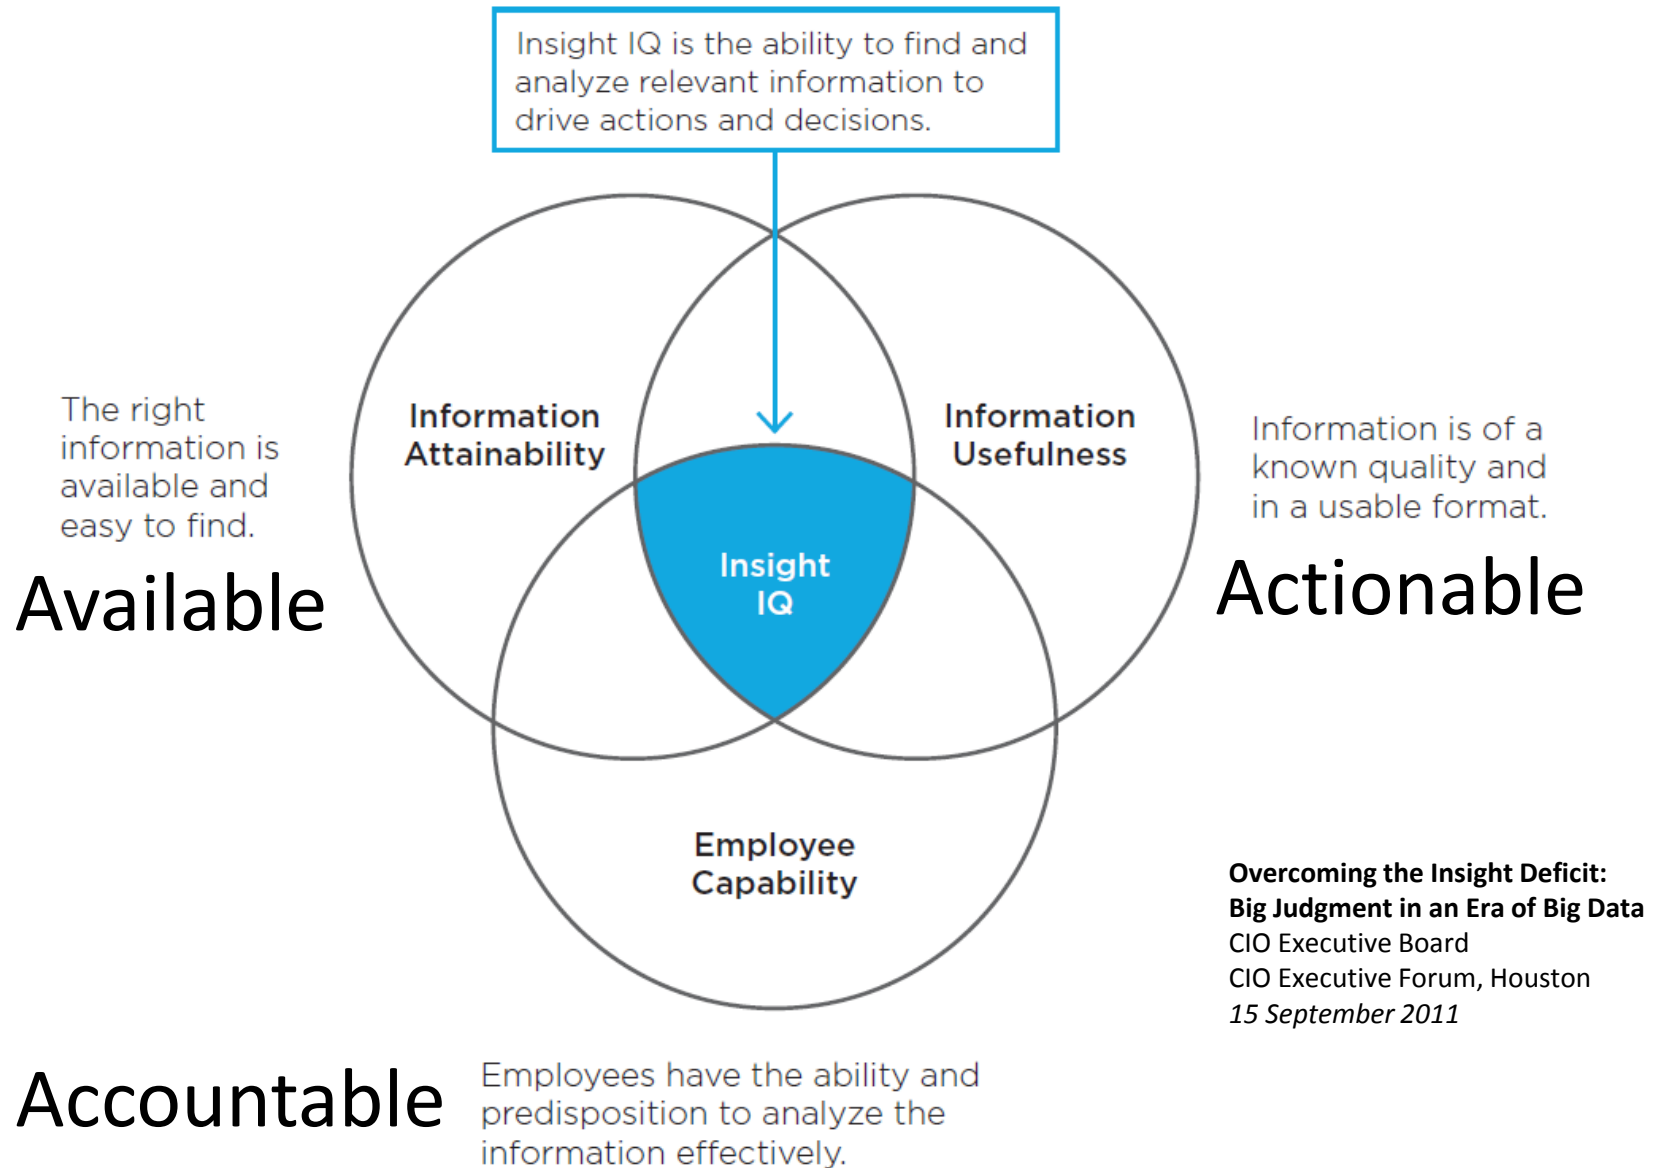 Insight IQ is the ability to find and
analyze relevant information to
drive actions and decisions.
The right
information is
available and
easy to find.
Available
Information
Attainability
Information
Usefulness
Information is of a
known quality and
in a usable format.
Actionable
Insight
IQ
Employee
Capability
Overcoming the Insight Deficit:
Big Judgment in an Era of Big Data
CIO Executive Board
CIO Executive Forum, Houston
15 September 2011
Accountable
Employees have the ability and
predisposition to analyze the
information effectively.